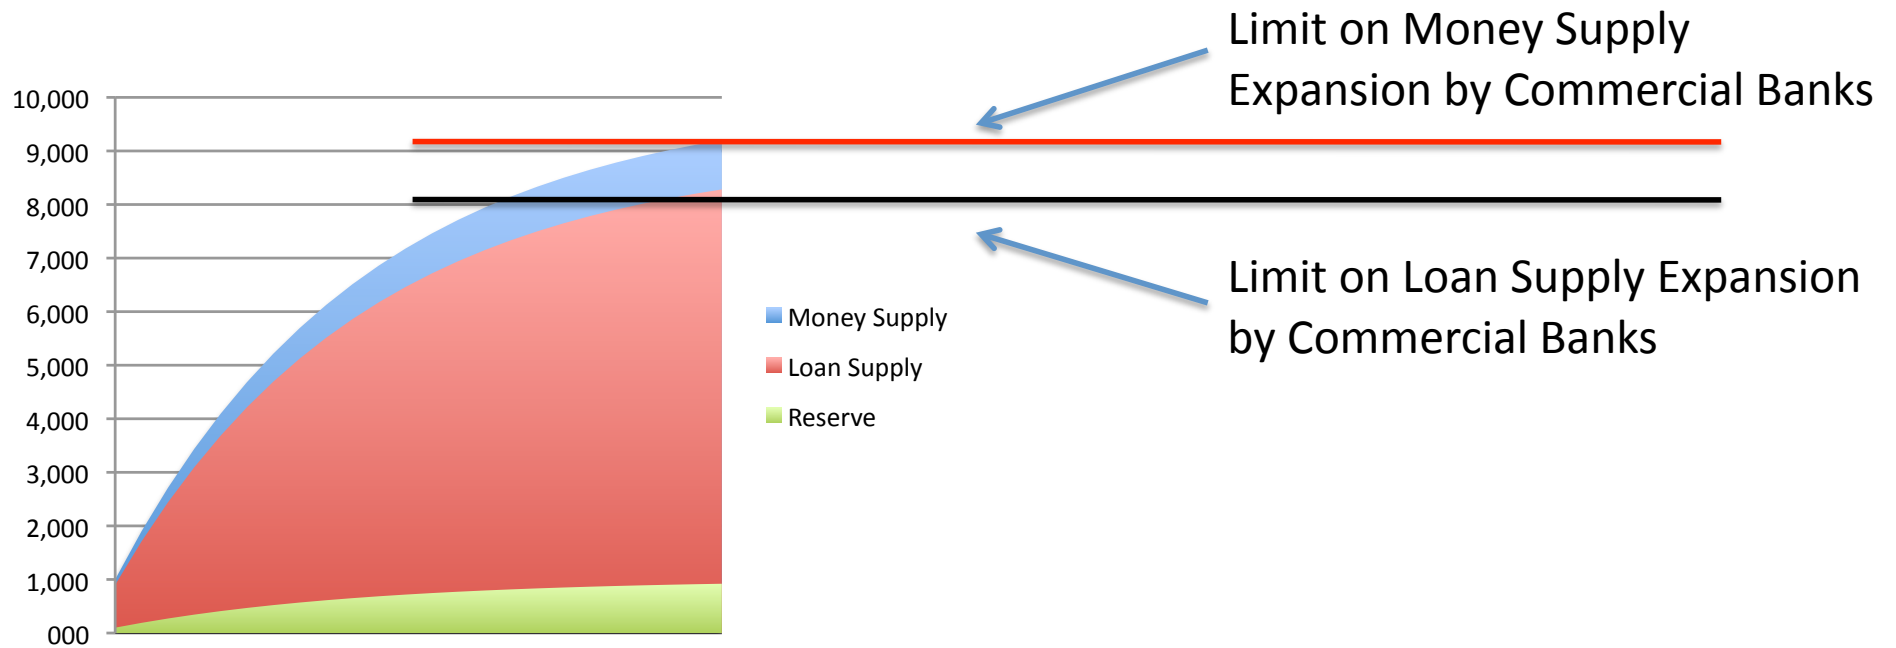 Limit on Money Supply
Expansion by Commercial Banks
10,000
9,000
8,000
7,000
6,000
5,000
4,000
3,000
2,000
1,000
000
Money Supply
Loan Supply
Reserve
Limit on Loan Supply Expansion
by Commercial Banks